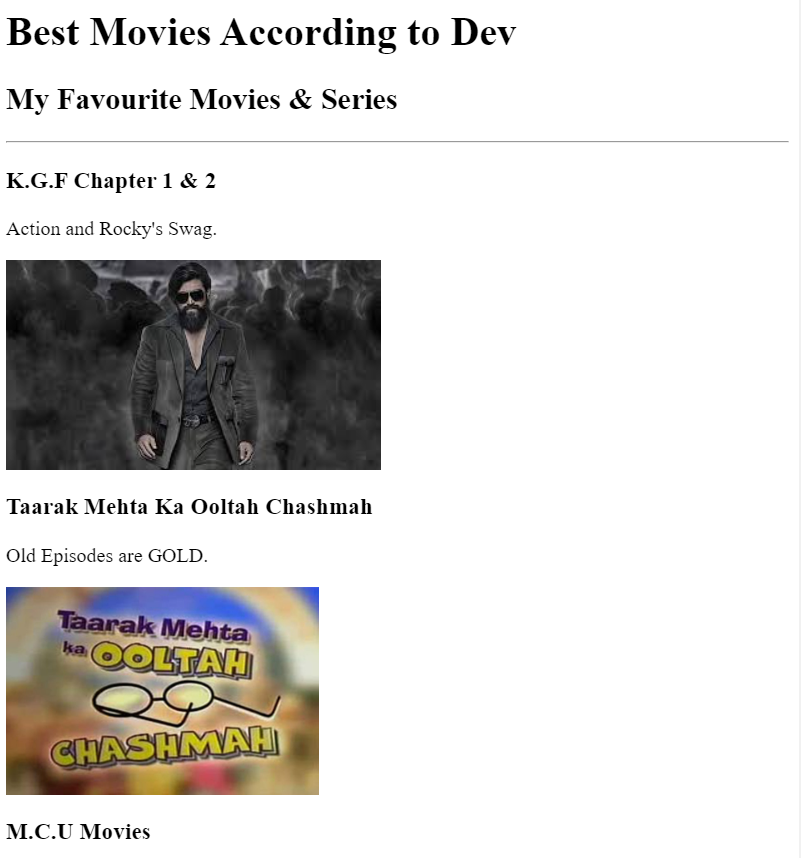 Best Movies According to Dev
My Favourite Movies & Series
K.G.F Chapter 1 & 2
Action and Rocky's Swag.
Taarak Mehta Ka Ooltah Chashmah
Old Episodes are GOLD.
Taarak Mehta
ka OOLTAH
CHASHMAH
M.C.U Movies